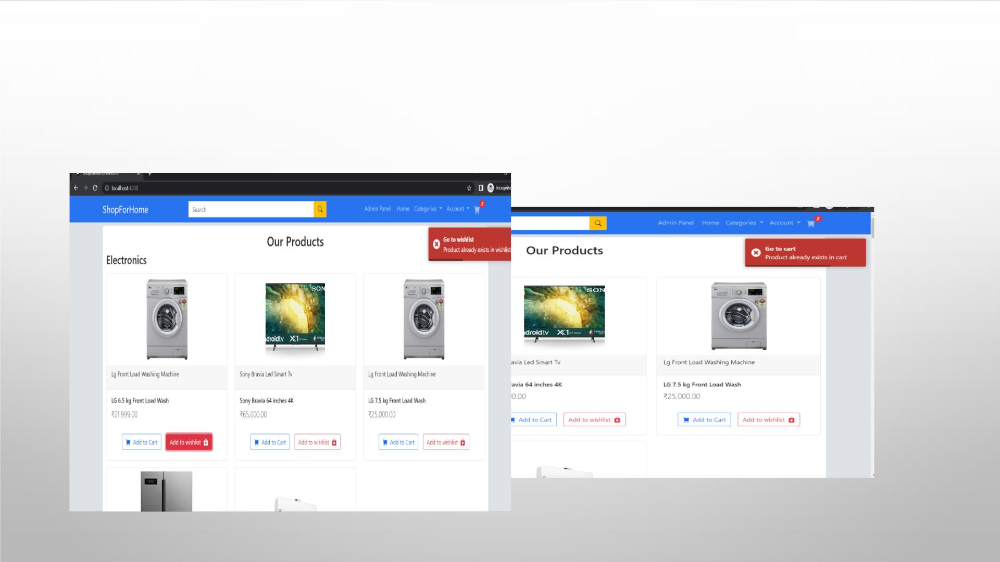 ShopforhomeFrontend
localhost:4200
Incognito
ShopForHome
Search
Admin Panel Home Categories Account 2
Our Products
Go to wishlist
Product already exists in wishlist
Electronics
SON
droidtv X1
Lg Front Load Washing Machine
Sony Bravia Led Smart Tv
Lg Front Load Washing Machine
LG 6.5 kg Front Load Wash
₹21,999.00
Sony Bravia 64 inches 4K
₹65,000.00
LG 7.5 kg Front Load Wash
₹25,000.00
Add to Cart Add to wishlist
Add to Cart Add to wishlist
Add to Cart Add to wishlist
Admin Panel Home Categories Account 2
Our Products
Go to cart
Product already exists in cart
SON
droidtv X1
avia Led Smart Tv
Lg Front Load Washing Machine
ravia 64 inches 4K
00.00
LG 7.5 kg Front Load Wash
₹25,000.00
Add to Cart Add to wishlist
Add to Cart Add to wishlist